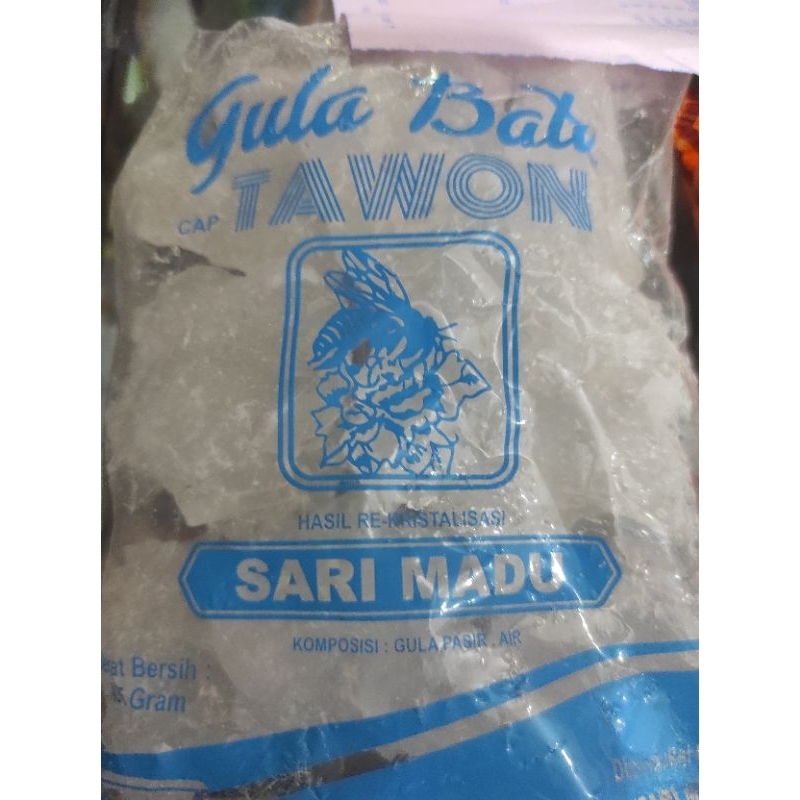 Gula Batu
CAP TAWON
HASIL RE-KRISTALISASI
SARI MADU
KOMPOSISI : GULA PASIR . AIR
Bersih :
Gram